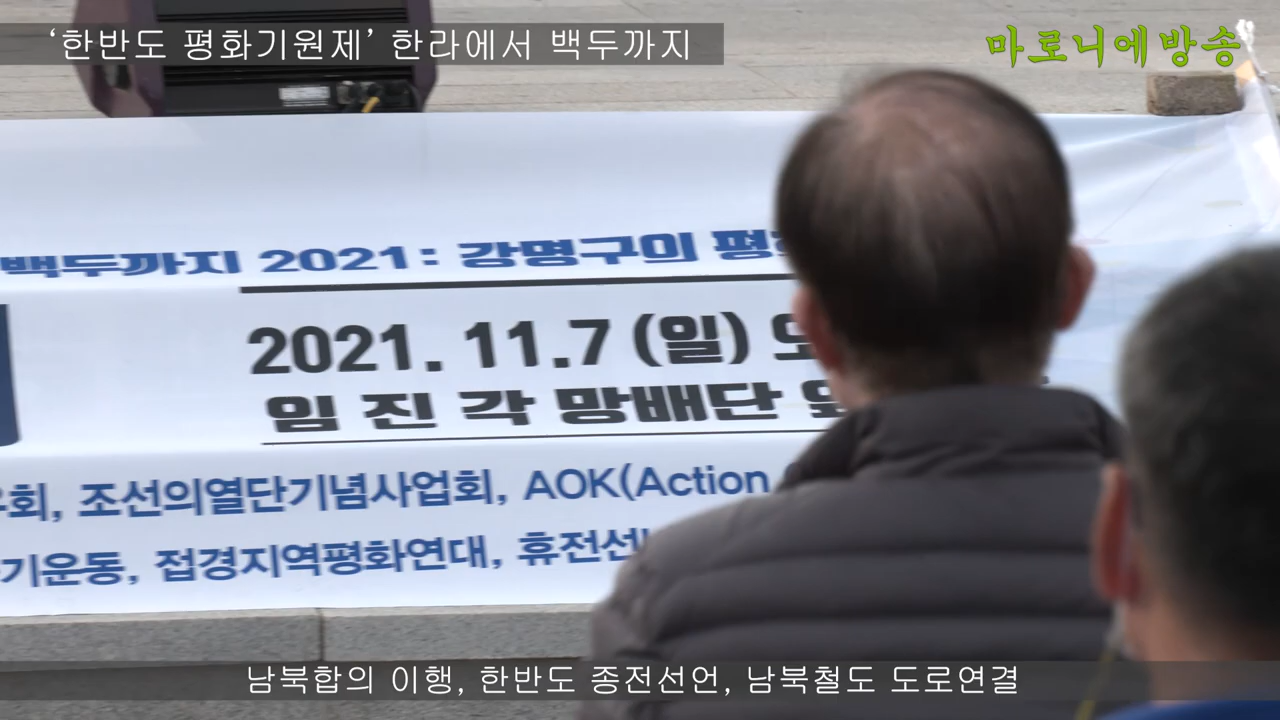 ‘한반도 평화기원제’ 한라에서 백두까지
마로니에방송
백두까지 2021 : 강명구의 평화
2021. 11.7 (일) 오
임 진 각 망배단 앞
회, 조선의열단기념사업회, AOK(Action
기운동, 접경지역평화연대, 휴전선
남북합의 이행, 한반도 종전선언, 남북철도 도로연결